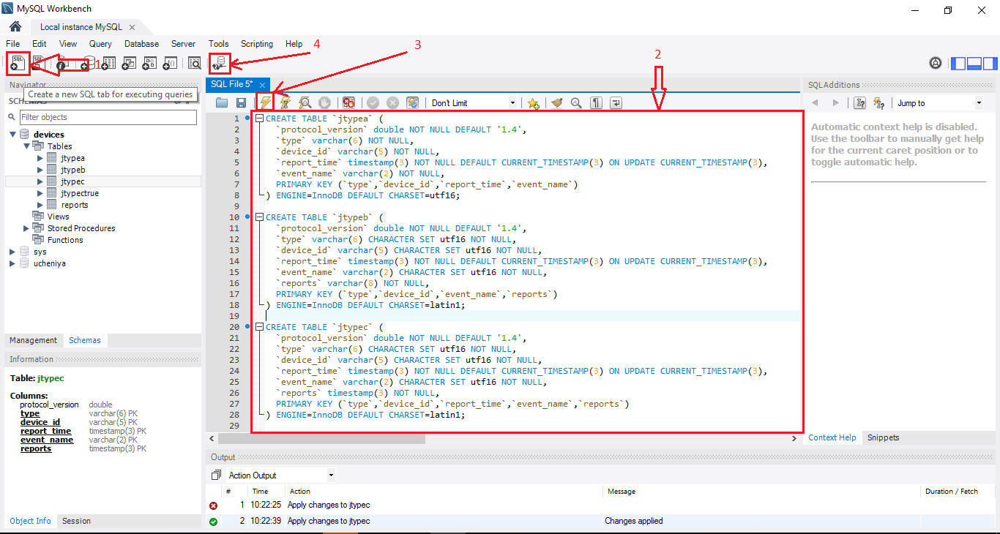 MySQL Workbench
Local instance MySQL
File Edit View Query Database Server Tools Scripting Help
1
4
3
2
Navigator
Create a new SQL tab for executing queries
SCHEMAS
Filter objects
devices
Tables
jtypea
jtypeb
jtypec
jtypectrue
reports
Views
Stored Procedures
Functions
sys
ucheniya
Management Schemas
Information
Table: jtypec
Columns:
protocol_version double
type varchar(6) PK
device_id varchar(5) PK
report_time timestamp(3) PK
event_name varchar(2) PK
reports timestamp(3) PK
Object Info Session
SQL File 5*
Don't Limit
1 CREATE TABLE `jtypea` (
2 `protocol_version` double NOT NULL DEFAULT '1.4',
3 `type` varchar(6) NOT NULL,
4 `device_id` varchar(5) NOT NULL,
5 `report_time` timestamp(3) NOT NULL DEFAULT CURRENT_TIMESTAMP(3) ON UPDATE CURRENT_TIMESTAMP(3),
6 `event_name` varchar(2) NOT NULL,
7 PRIMARY KEY (`type`,`device_id`,`report_time`,`event_name`)
8 ) ENGINE=InnoDB DEFAULT CHARSET=utf16;
9
10 CREATE TABLE `jtypeb` (
11 `protocol_version` double NOT NULL DEFAULT '1.4',
12 `type` varchar(6) CHARACTER SET utf16 NOT NULL,
13 `device_id` varchar(5) CHARACTER SET utf16 NOT NULL,
14 `report_time` timestamp(3) NOT NULL DEFAULT CURRENT_TIMESTAMP(3) ON UPDATE CURRENT_TIMESTAMP(3),
15 `event_name` varchar(2) CHARACTER SET utf16 NOT NULL,
16 `reports` varchar(8) NOT NULL,
17 PRIMARY KEY (`type`,`device_id`,`event_name`,`reports`)
18 ) ENGINE=InnoDB DEFAULT CHARSET=latin1;
19
20 CREATE TABLE `jtypec` (
21 `protocol_version` double NOT NULL DEFAULT '1.4',
22 `type` varchar(6) CHARACTER SET utf16 NOT NULL,
23 `device_id` varchar(5) CHARACTER SET utf16 NOT NULL,
24 `report_time` timestamp(3) NOT NULL DEFAULT CURRENT_TIMESTAMP(3) ON UPDATE CURRENT_TIMESTAMP(3),
25 `event_name` varchar(2) CHARACTER SET utf16 NOT NULL,
26 `reports` timestamp(3) NOT NULL,
27 PRIMARY KEY (`type`,`device_id`,`report_time`,`event_name`,`reports`)
28 ) ENGINE=InnoDB DEFAULT CHARSET=latin1;
29
SQLAdditions
Jump to
Automatic context help is disabled.
Use the toolbar to manually get help
for the current caret position or to
toggle automatic help.
Context Help Snippets
Output
Action Output
# Time Action Message Duration / Fetch
1 10:22:25 Apply changes to jtypec
2 10:22:39 Apply changes to jtypec Changes applied